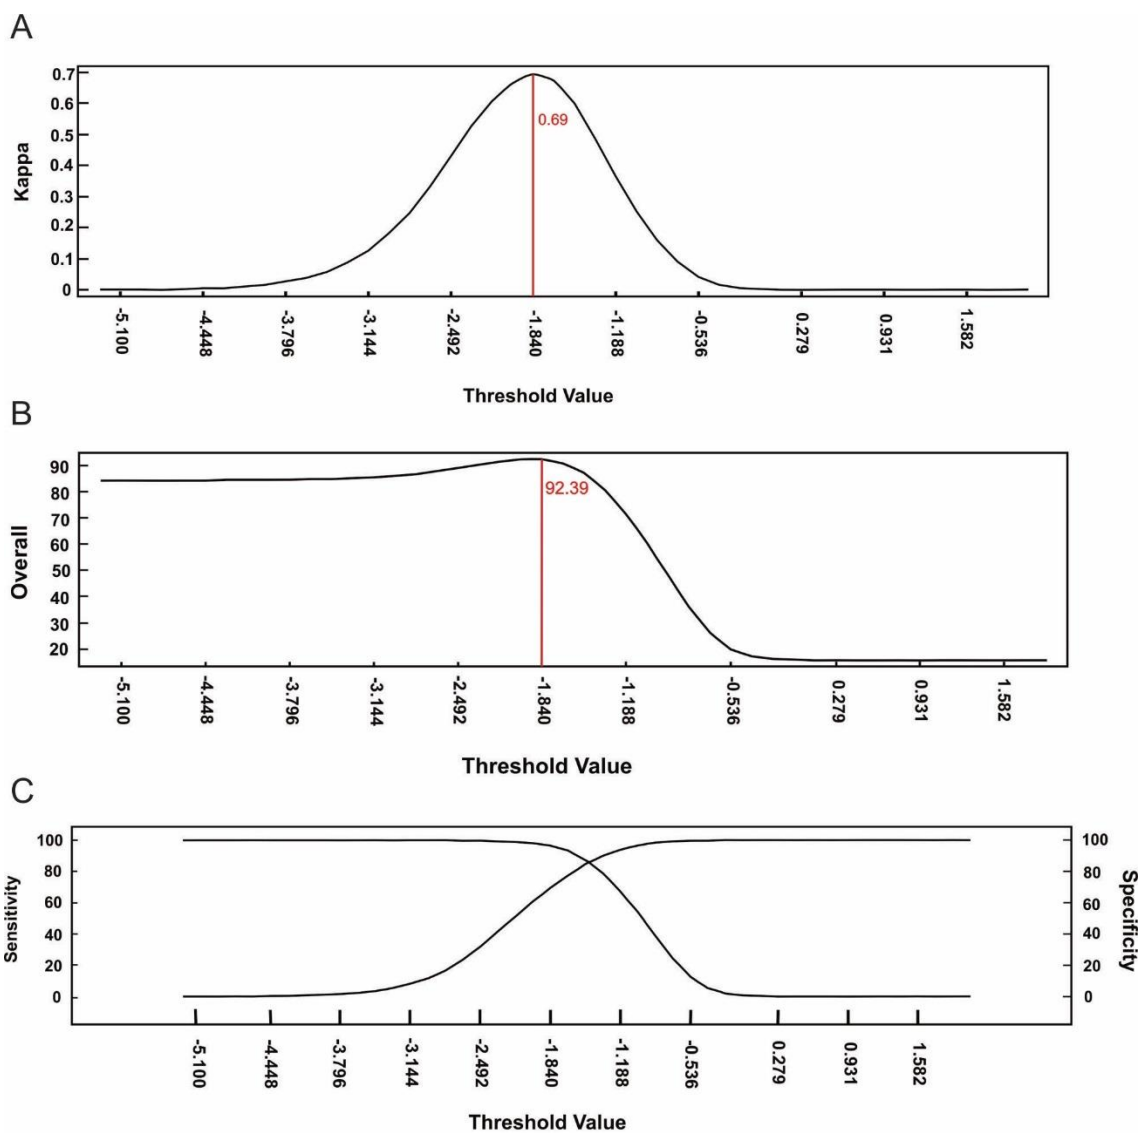 A
0.7
0.6
0.5
0.4
0.3
0.2
0.1
0
Kappa
0.69
-5.100 -4.448 -3.796 -3.144 -2.492 -1.840 -1.188 -0.536 0.279 0.931 1.582
Threshold Value
B
90
80
70
60
50
40
30
20
Overall
92.39
-5.100 -4.448 -3.796 -3.144 -2.492 -1.840 -1.188 -0.536 0.279 0.931 1.582
Threshold Value
C
100
80
60
40
20
0
Sensitivity
100
80
60
40
20
0
Specificity
-5.100 -4.448 -3.796 -3.144 -2.492 -1.840 -1.188 -0.536 0.279 0.931 1.582
Threshold Value